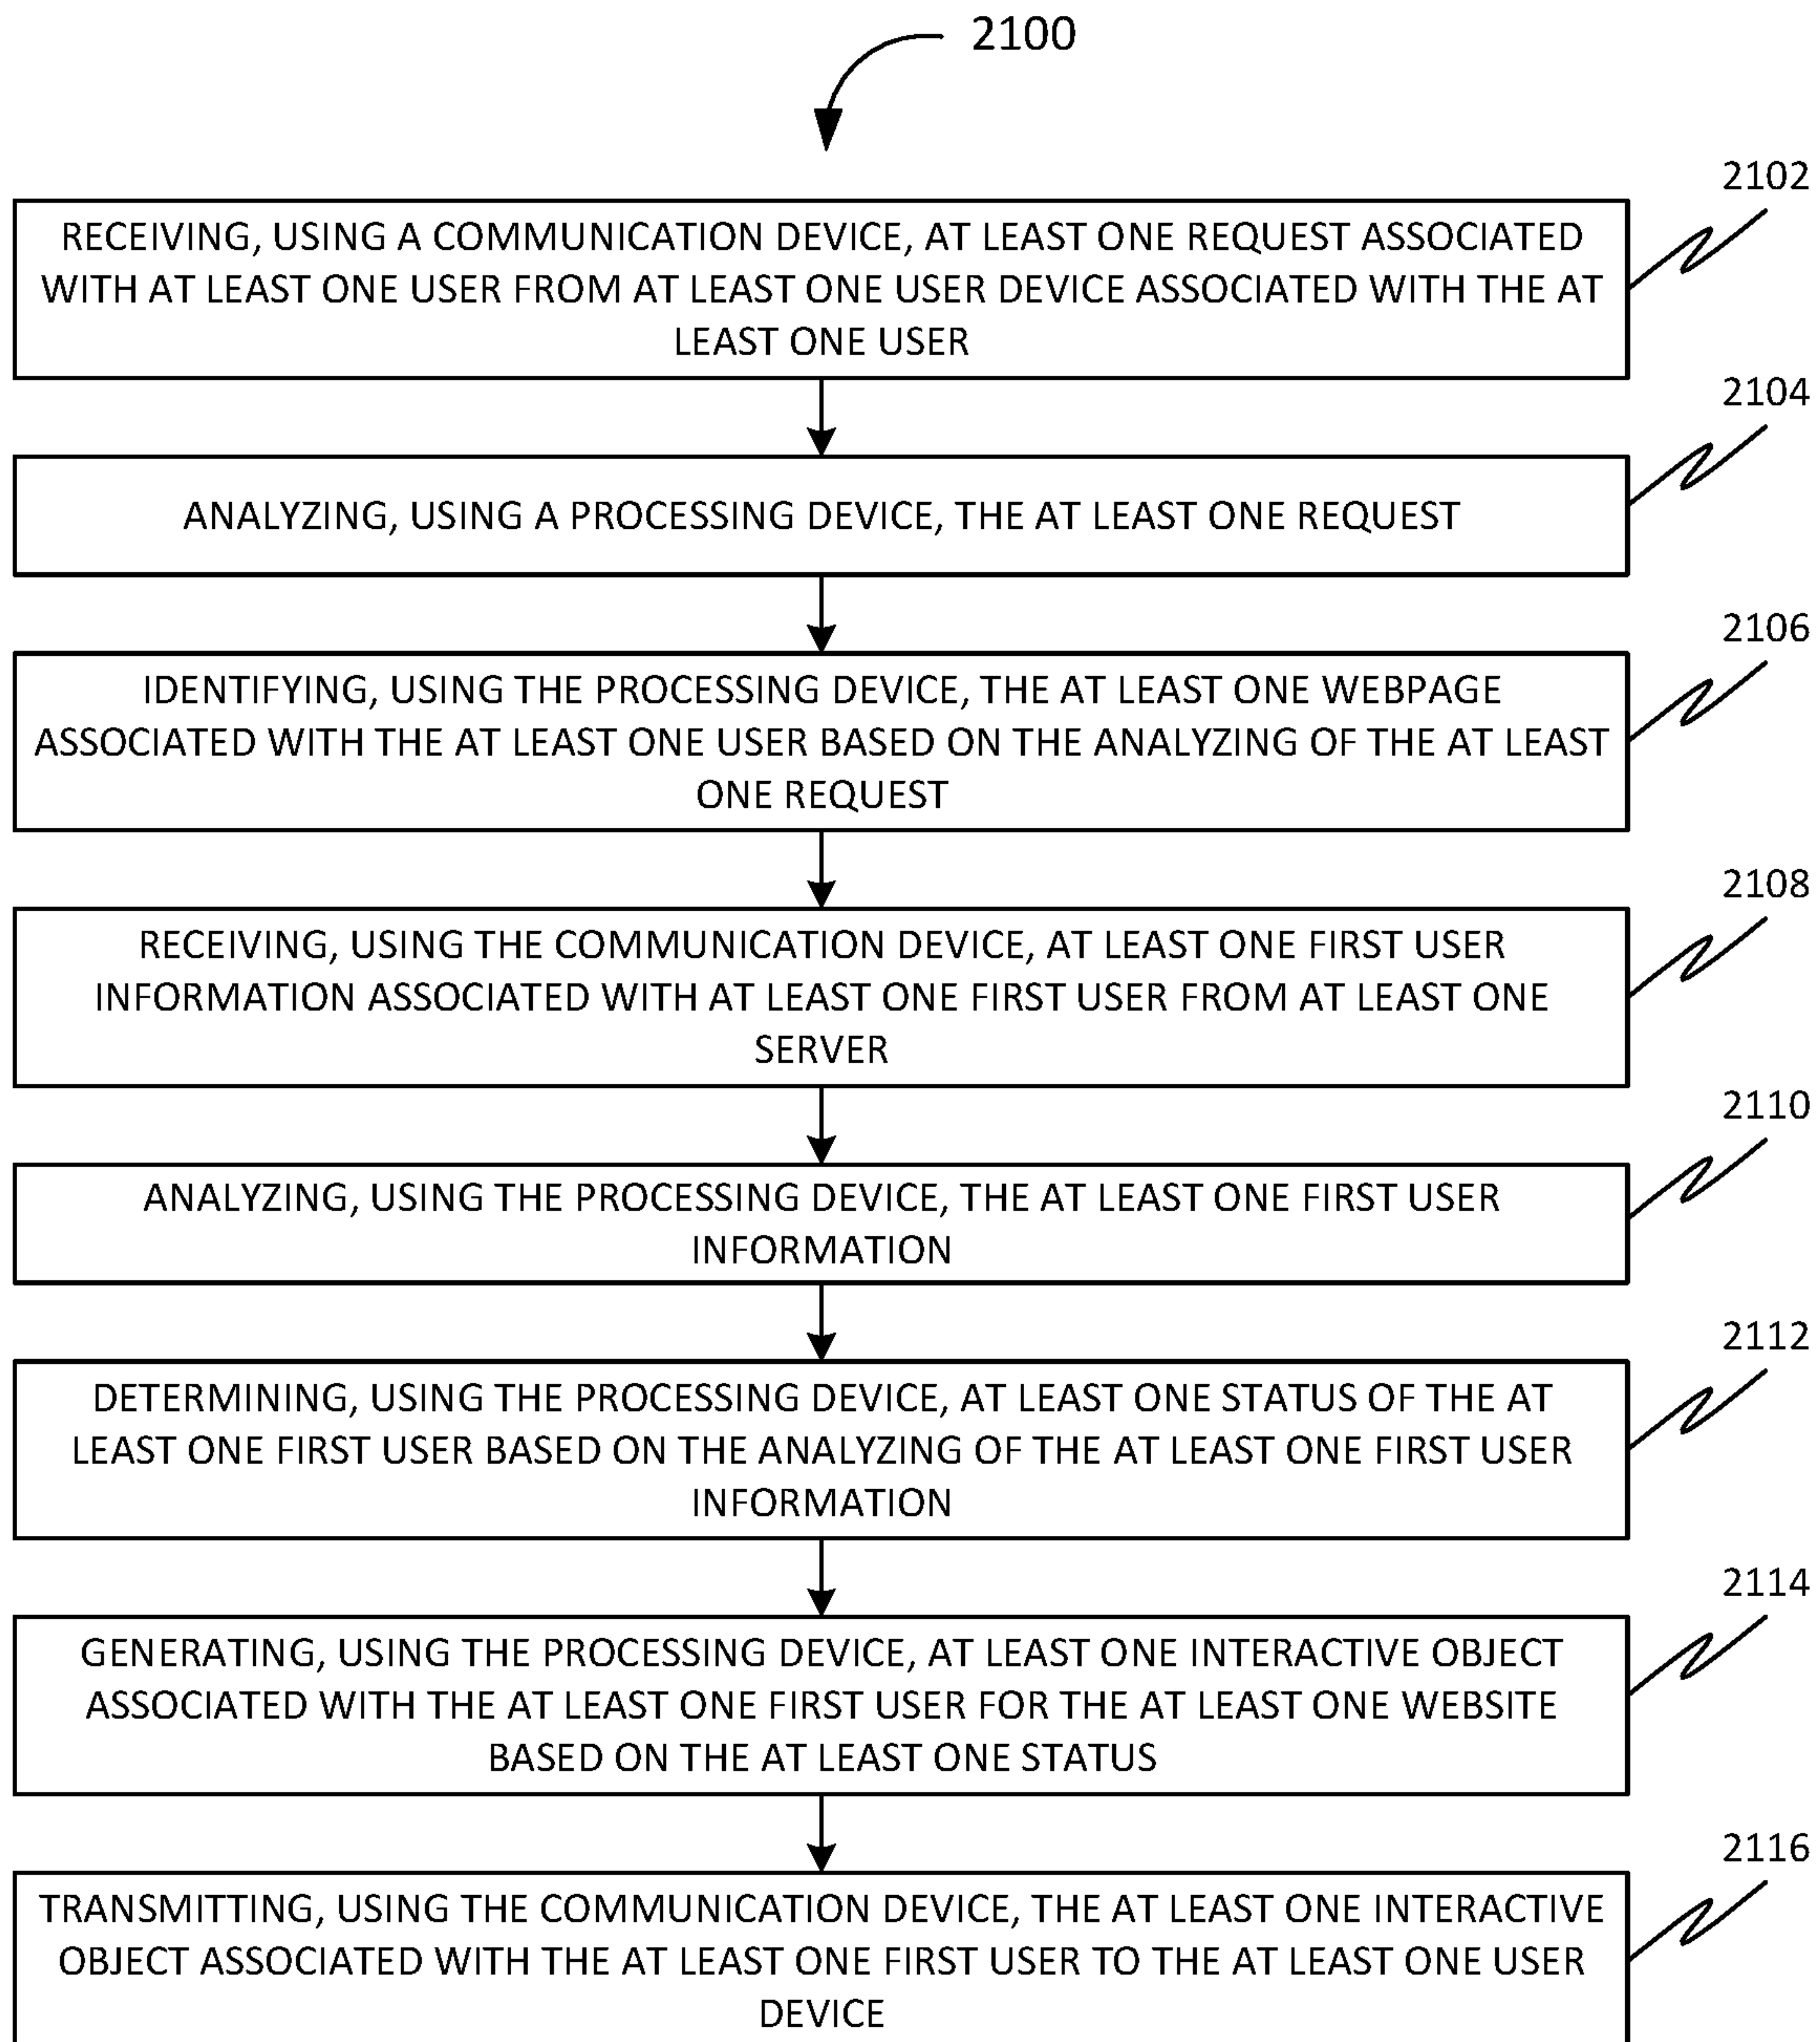 2100
2102
RECEIVING, USING A COMMUNICATION DEVICE, AT LEAST ONE REQUEST ASSOCIATED
WITH AT LEAST ONE USER FROM AT LEAST ONE USER DEVICE ASSOCIATED WITH THE AT
LEAST ONE USER
2104
ANALYZING, USING A PROCESSING DEVICE, THE AT LEAST ONE REQUEST
2106
IDENTIFYING, USING THE PROCESSING DEVICE, THE AT LEAST ONE WEBPAGE
ASSOCIATED WITH THE AT LEAST ONE USER BASED ON THE ANALYZING OF THE AT LEAST
ONE REQUEST
2108
RECEIVING, USING THE COMMUNICATION DEVICE, AT LEAST ONE FIRST USER
INFORMATION ASSOCIATED WITH AT LEAST ONE FIRST USER FROM AT LEAST ONE
SERVER
2110
ANALYZING, USING THE PROCESSING DEVICE, THE AT LEAST ONE FIRST USER
INFORMATION
2112
DETERMINING, USING THE PROCESSING DEVICE, AT LEAST ONE STATUS OF THE AT
LEAST ONE FIRST USER BASED ON THE ANALYZING OF THE AT LEAST ONE FIRST USER
INFORMATION
2114
GENERATING, USING THE PROCESSING DEVICE, AT LEAST ONE INTERACTIVE OBJECT
ASSOCIATED WITH THE AT LEAST ONE FIRST USER FOR THE AT LEAST ONE WEBSITE
BASED ON THE AT LEAST ONE STATUS
2116
TRANSMITTING, USING THE COMMUNICATION DEVICE, THE AT LEAST ONE INTERACTIVE
OBJECT ASSOCIATED WITH THE AT LEAST ONE FIRST USER TO THE AT LEAST ONE USER
DEVICE